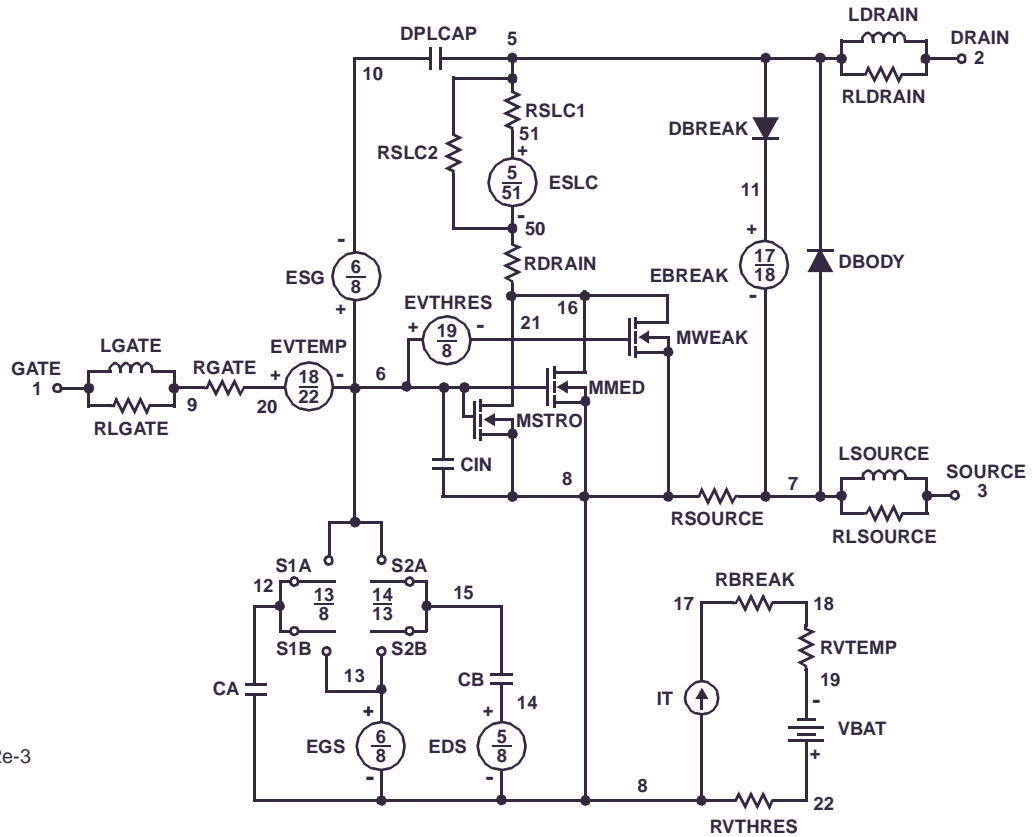 LDRAIN
DPLCAP 5 DRAIN
10 2
RLDRAIN
RSLC1
DBREAK
51
RSLC2 +
5
51
ESLC
11
-
50
+
-
RDRAIN
17
18
EBREAK DBODY
ESG 6
8
EVTHRES 16
+ 21
+ 19
8 -
- MWEAK
LGATE EVTEMP
GATE RGATE + 18
22 - 6 MMED
1
9 20 MSTRO
RLGATE
LSOURCE
CIN SOURCE
8 7 3
RSOURCE
RLSOURCE
S1A S2A
12 13
8 14
13 15 RBREAK
17 18
S1B S2B
RVTEMP
13 CB 19
CA
14 IT -
+ + VBAT
EGS 6
8 EDS 5
8 +
2e-3
- - 8
22
RVTHRES